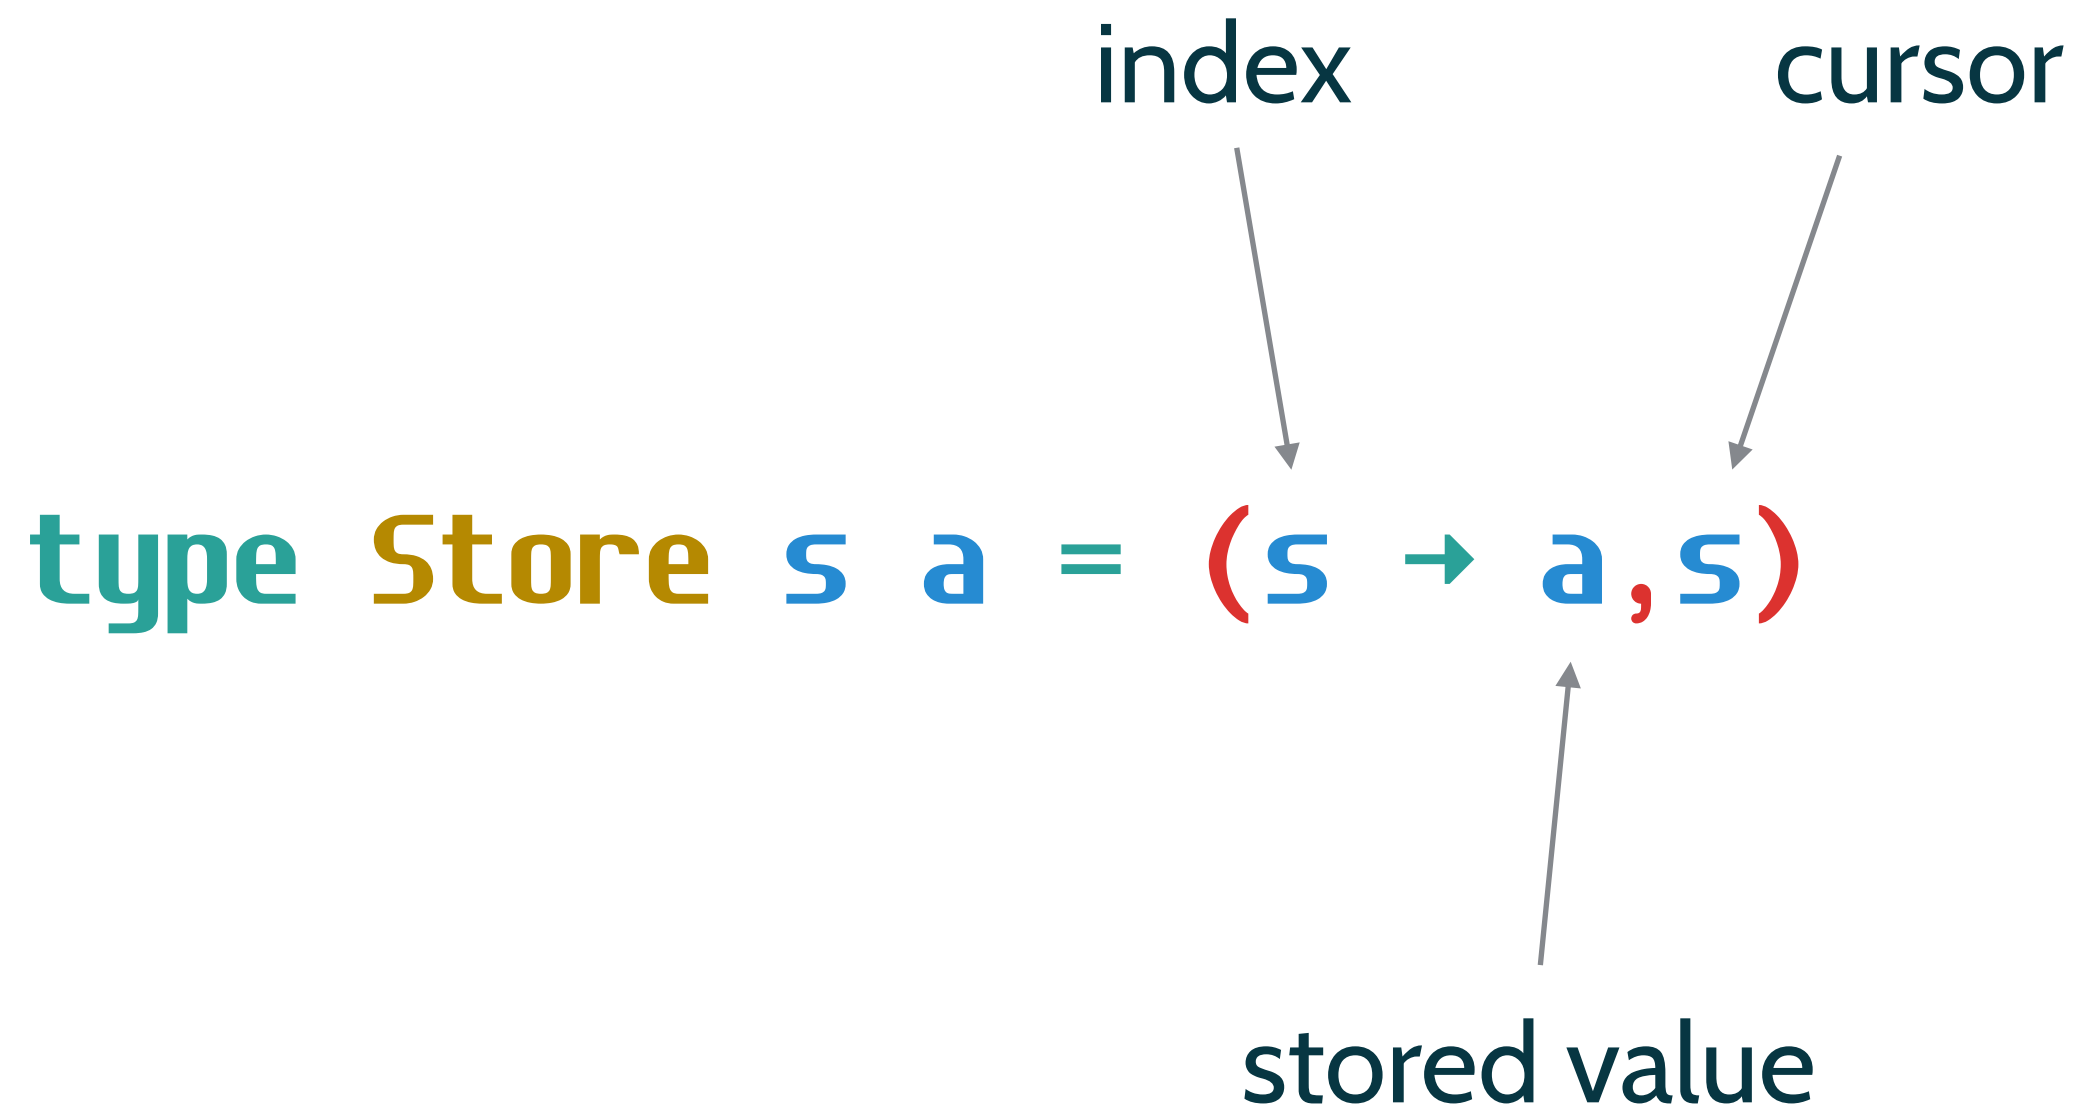 index cursor
type Store s a = (s → a,s)
stored value